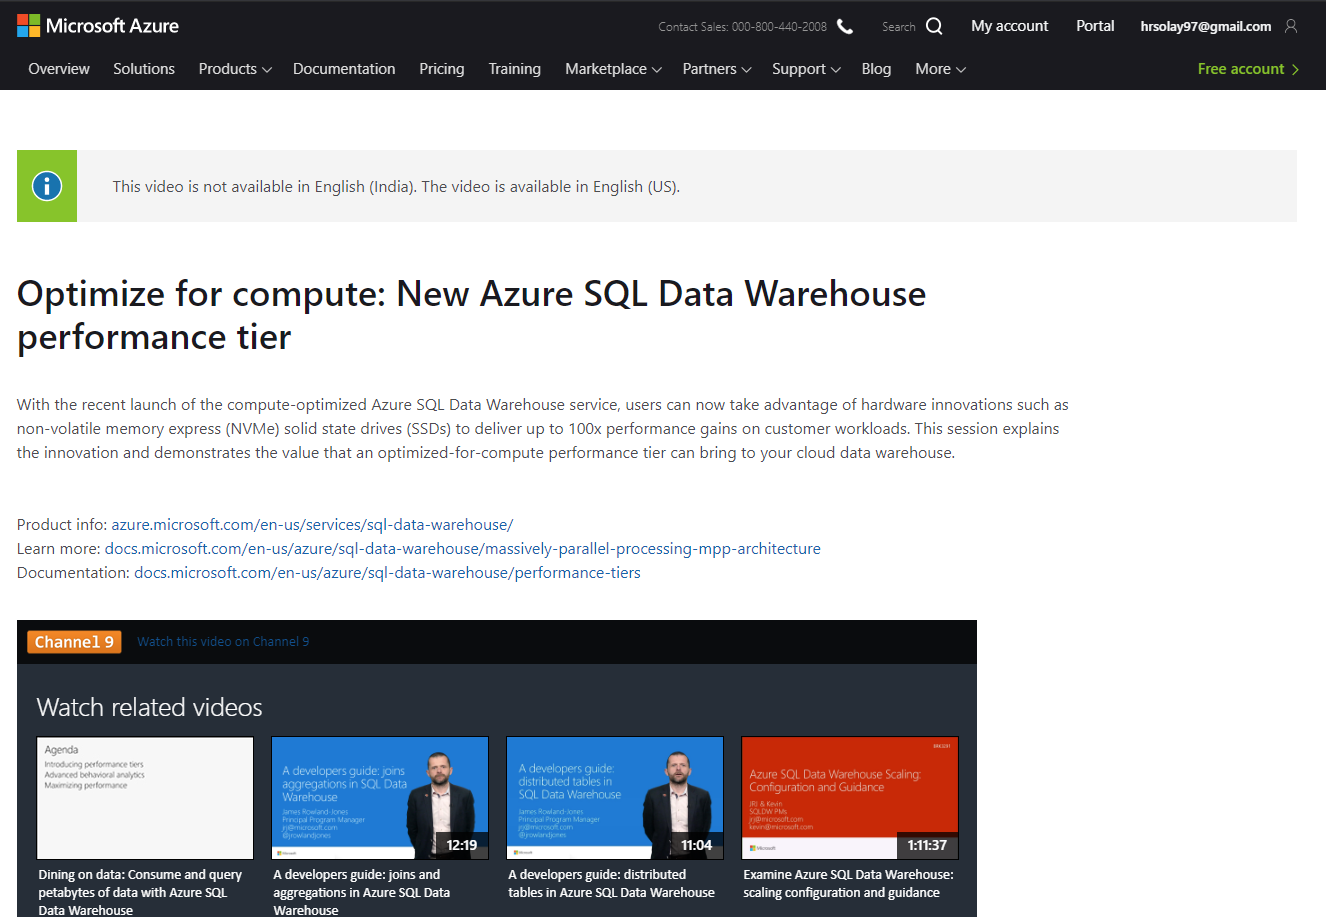 Microsoft Azure
Contact Sales: 000-800-440-2008
Search
My account
Portal
hrsolay97@gmail.com
Overview
Solutions
Products
Documentation
Pricing
Training
Marketplace
Partners
Support
Blog
More
Free account
This video is not available in English (India). The video is available in English (US).
Optimize for compute: New Azure SQL Data Warehouse
performance tier
With the recent launch of the compute-optimized Azure SQL Data Warehouse service, users can now take advantage of hardware innovations such as
non-volatile memory express (NVMe) solid state drives (SSDs) to deliver up to 100x performance gains on customer workloads. This session explains
the innovation and demonstrates the value that an optimized-for-compute performance tier can bring to your cloud data warehouse.
Product info: azure.microsoft.com/en-us/services/sql-data-warehouse/
Learn more: docs.microsoft.com/en-us/azure/sql-data-warehouse/massively-parallel-processing-mpp-architecture
Documentation: docs.microsoft.com/en-us/azure/sql-data-warehouse/performance-tiers
Channel 9
Watch this video on Channel 9
Watch related videos
Agenda
Introducing performance tiers
Advanced behavioral analytics
Maximizing performance
Dining on data: Consume and query
petabytes of data with Azure SQL
Data Warehouse
A developers guide: joins
aggregations in SQL Data
Warehouse
James Rowland-Jones
Principal Program Manager
jrj@microsoft.com
@jrowlandjones
Microsoft
12:19
A developers guide: joins and
aggregations in Azure SQL Data
Warehouse
A developers guide:
distributed tables in
SQL Data Warehouse
James Rowland-Jones
Principal Program Manager
jrj@microsoft.com
@jrowlandjones
Microsoft
11:04
A developers guide: distributed
tables in Azure SQL Data Warehouse
Azure SQL Data Warehouse Scaling:
Configuration and Guidance
JRJ & Kevin
SQLDW PMs
jrj@microsoft.com
kevin@microsoft.com
Microsoft
1:11:37
Examine Azure SQL Data Warehouse:
scaling configuration and guidance